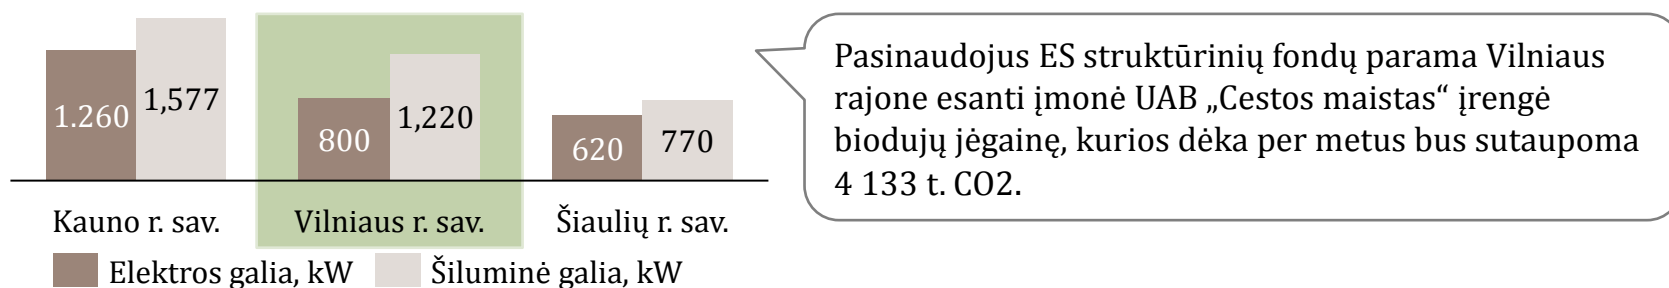 1.260
1,577
800
1,220
620
770
Kauno r. sav.
Vilniaus r. sav.
Šiaulių r. sav.
Elektros galia, kW
Šiluminė galia, kW
Pasinaudojus ES struktūrinių fondų parama Vilniaus
rajone esanti įmonė UAB „Cestos maistas“ įrengė
biodujų jėgainę, kurios dėka per metus bus sutaupoma
4 133 t. CO2.